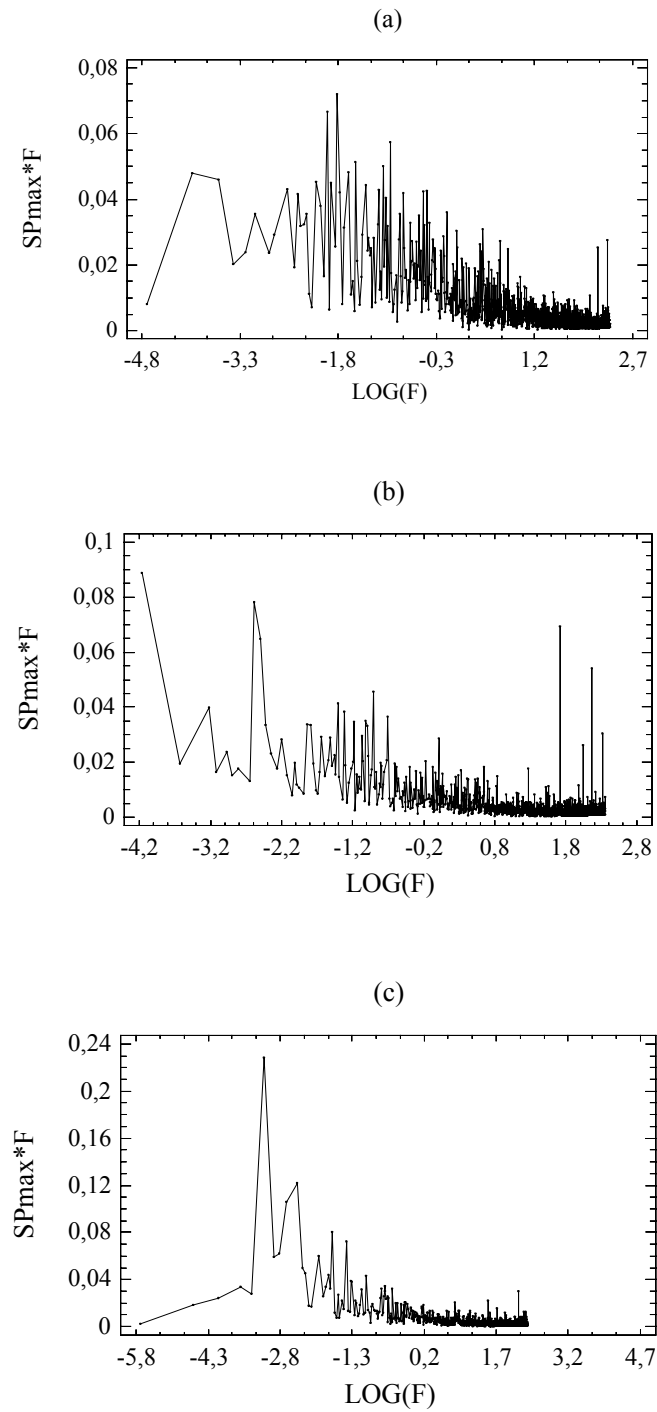 (a)
0,08
0,06
0,04
0,02
0
SPmax*F
-4,8 -3,3 -1,8 -0,3 1,2 2,7
LOG(F)
(b)
0,1
0,08
0,06
0,04
0,02
0
SPmax*F
-4,2 -3,2 -2,2 -1,2 -0,2 0,8 1,8 2,8
LOG(F)
(c)
0,24
0,2
0,16
0,12
0,08
0,04
0
SPmax*F
-5,8 -4,3 -2,8 -1,3 0,2 1,7 3,2 4,7
LOG(F)